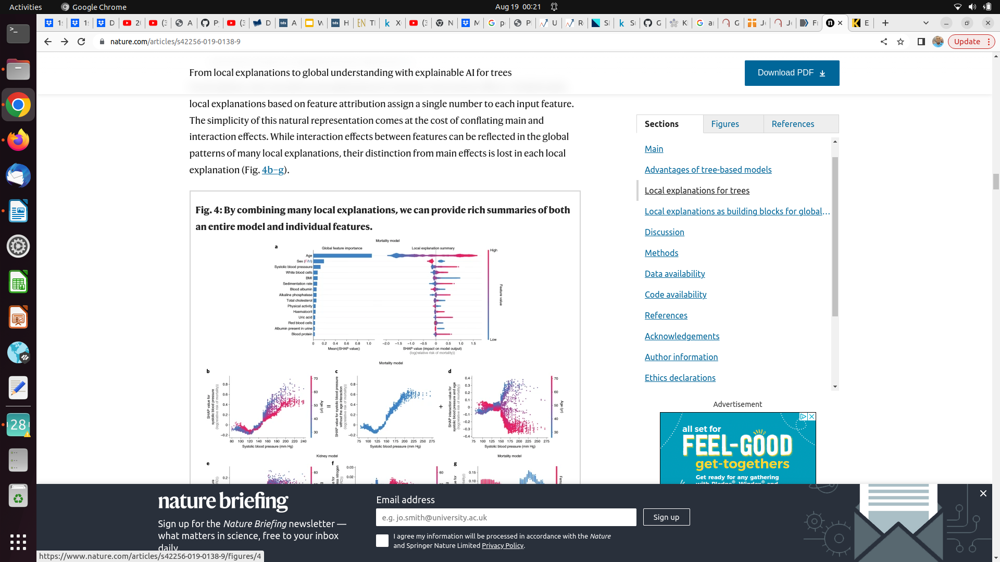 Activities
Google Chrome
Aug 19 00:21
nature.com/articles/s42256-019-0138-9
Update
From local explanations to global understanding with explainable AI for trees
Download PDF
local explanations based on feature attribution assign a single number to each input feature.
The simplicity of this natural representation comes at the cost of conflating main and
interaction effects. While interaction effects between features can be reflected in the global
patterns of many local explanations, their distinction from main effects is lost in each local
explanation (Fig. 4b–g).
Sections
Figures
References
Main
Advantages of tree-based models
Local explanations for trees
Local explanations as building blocks for global…
Discussion
Methods
Data availability
Code availability
References
Acknowledgements
Author information
Ethics declarations
Fig. 4: By combining many local explanations, we can provide rich summaries of both
an entire model and individual features.
Mortality model
a
Global feature importance
Local explanation summary
High
Age
Sex (F/M)
Systolic blood presssure
White blood cells
BMI
Sedimentation rate
Blood albumin
Alkaline phosphatase
Total cholesterol
Physical activity
Haematocrit
Uric acid
Red blood cells
Albumin present in urine
Blood protein
Feature value
Low
0 0.2 0.4 0.6 0.8 1.0
−2.0 −1.5 −1.0 −0.5 0 0.5 1.0 1.5
Mean(|SHAP value|)
SHAP value (impact on model output)
(log(relative risk of mortality))
Mortality model
b
SHAP value for
systolic blood pressure
(log(relative risk of mortality))
0.8
0.6
0.4
0.2
0
−0.2
80 100 120 140 160 180 200 220 240
Systolic blood pressure (mm Hg)
70
60
50
40
30
Age (yr)
=
c
SHAP value for systolic blood pressure
without the age interaction
(log(relative risk of mortality))
0.8
0.6
0.4
0.2
0
−0.2
75 100 125 150 175 200 225 250 275
Systolic blood pressure (mm Hg)
+
d
SHAP interaction value for
systolic blood pressure and age
(log(relative risk of mortality))
0.4
0.3
0.2
0.1
0
−0.1
−0.2
−0.3
−0.4
75 100 125 150 175 200 225 250 275
Systolic blood pressure (mm Hg)
70
60
50
40
30
Age (yr)
Kidney model
Mortality model
e
0.2
60
f
0.03
0.02
60
g
0.15
0.10
Advertisement
all set for
FEEL-GOOD
get-togethers
Get ready for any gathering
with Pledge®, Windex® and
28
nature briefing
Sign up for the Nature Briefing newsletter —
what matters in science, free to your inbox
daily.
Email address
e.g. jo.smith@university.ac.uk
Sign up
I agree my information will be processed in accordance with the Nature
and Springer Nature Limited Privacy Policy.
https://www.nature.com/articles/s42256-019-0138-9/figures/4